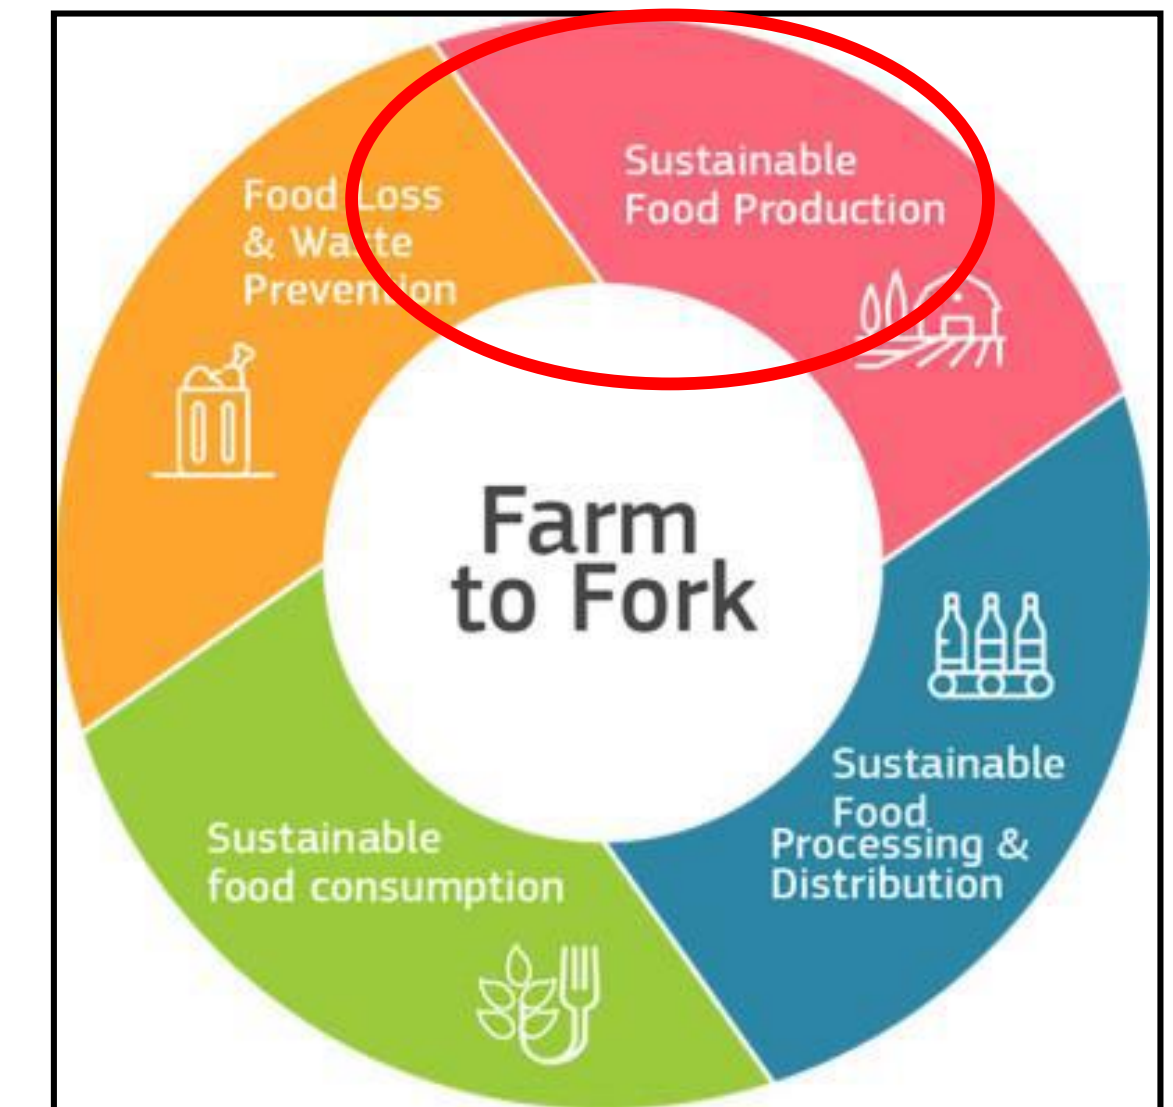 Sustainable
Food Production
Food Loss
& Waste
Prevention
Farm
to Fork
Sustainable
Food
Processing &
Distribution
Sustainable
food consumption